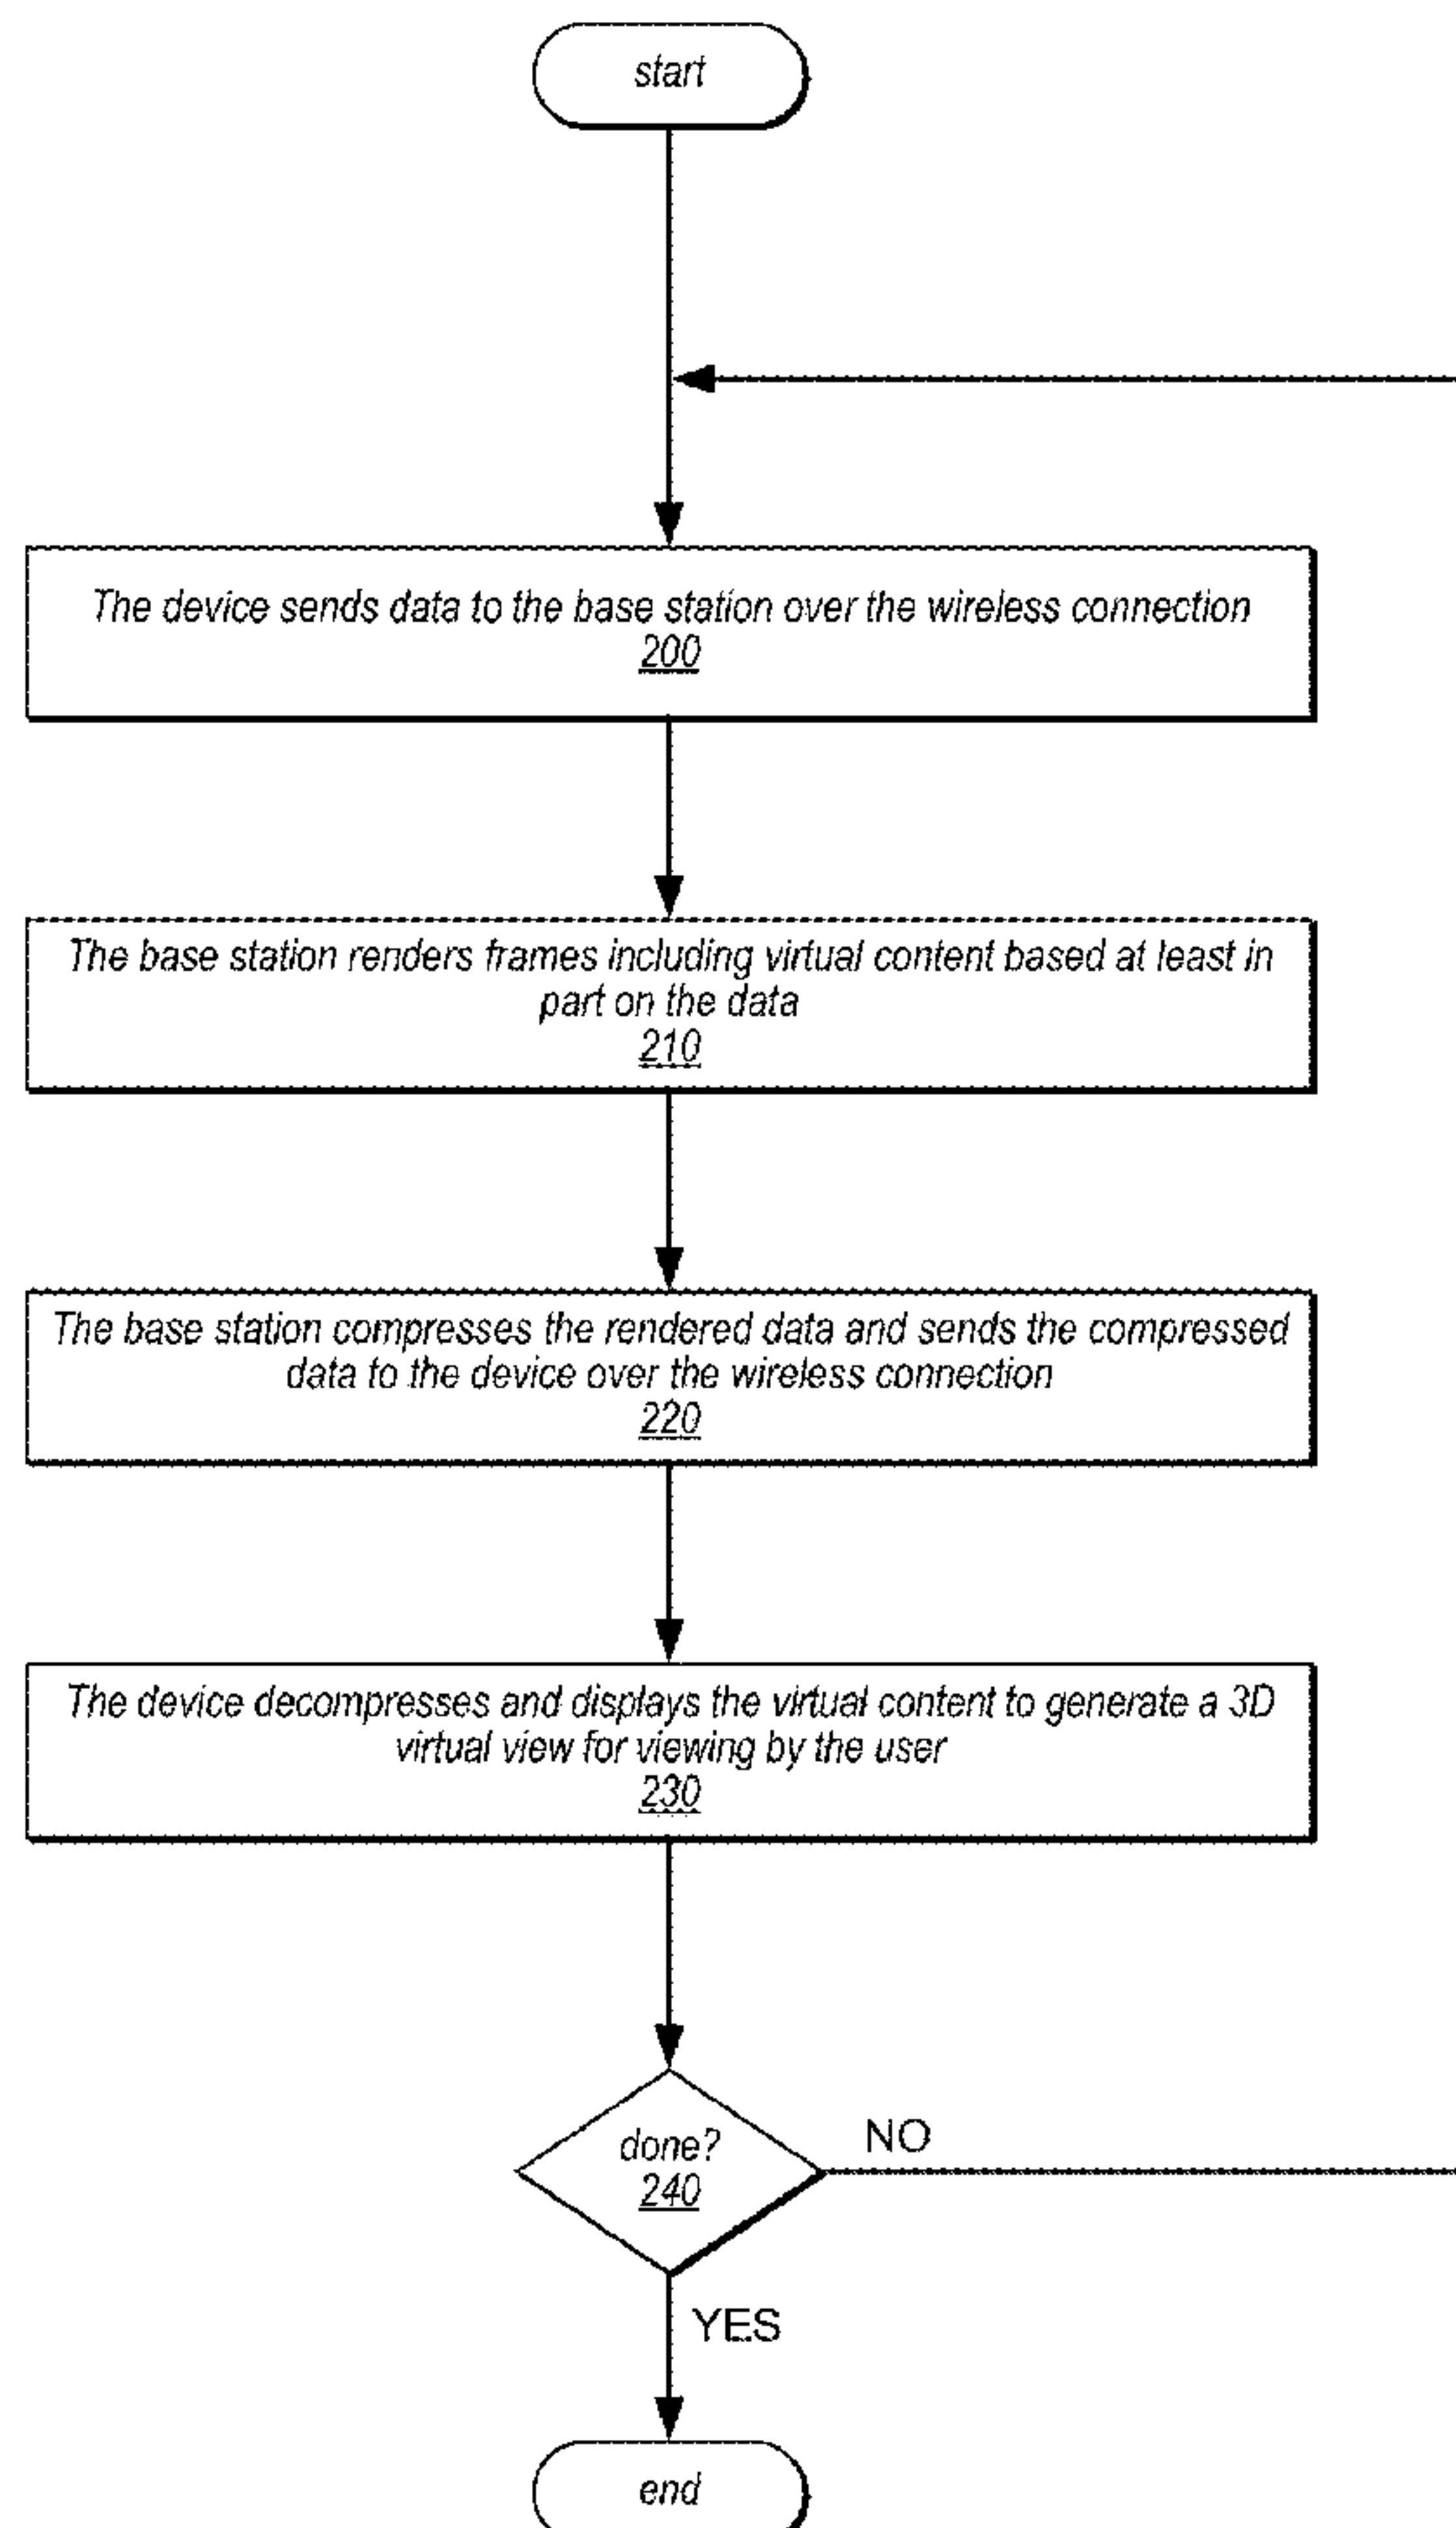 start
The device sends data to the base station over the wireless connection
200
The base station renders frames including virtual content based at least in
part on the data
210
The base station compresses the rendered data and sends the compressed
data to the device over the wireless connection
220
The device decompresses and displays the virtual content to generate a 3D
virtual view for viewing by the user
230
done?
240
NO
YES
end